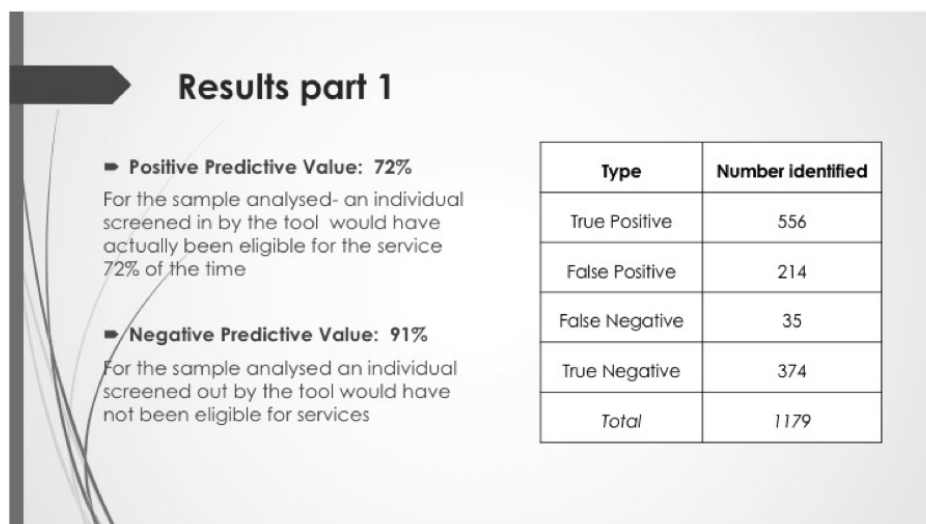 Results part 1
Positive Predictive Value: 72%
For the sample analysed- an individual
screened in by the tool would have
actually been eligible for the service
72% of the time
Negative Predictive Value: 91%
For the sample analysed an individual
screened out by the tool would have
not been eligible for services
Type Number identified
True Positive 556
False Positive 214
False Negative 35
True Negative 374
Total 1179